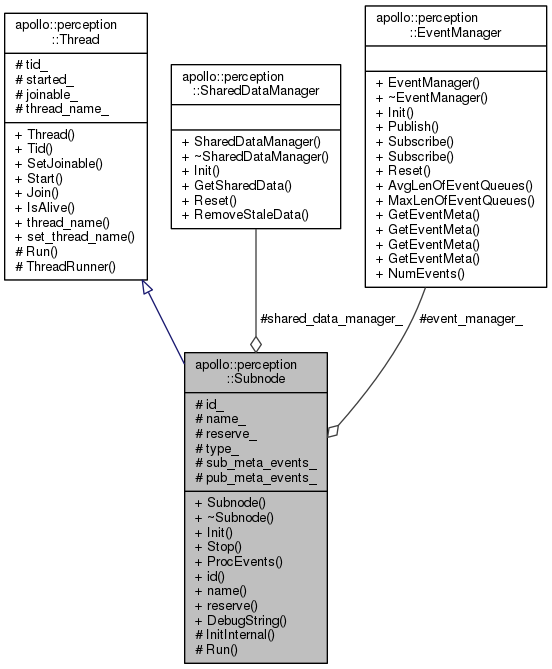 apollo::perception
::Thread
# tid_
# started_
# joinable_
# thread_name_
+ Thread()
+ Tid()
+ SetJoinable()
+ Start()
+ Join()
+ IsAlive()
+ thread_name()
+ set_thread_name()
# Run()
# ThreadRunner()
apollo::perception
::SharedDataManager
+ SharedDataManager()
+ ~SharedDataManager()
+ Init()
+ GetSharedData()
+ Reset()
+ RemoveStaleData()
apollo::perception
::EventManager
+ EventManager()
+ ~EventManager()
+ Init()
+ Publish()
+ Subscribe()
+ Subscribe()
+ Reset()
+ AvgLenOfEventQueues()
+ MaxLenOfEventQueues()
+ GetEventMeta()
+ GetEventMeta()
+ GetEventMeta()
+ GetEventMeta()
+ NumEvents()
#shared_data_manager_
#event_manager_
apollo::perception
::Subnode
# id_
# name_
# reserve_
# type_
# sub_meta_events_
# pub_meta_events_
+ Subnode()
+ ~Subnode()
+ Init()
+ Stop()
+ ProcEvents()
+ id()
+ name()
+ reserve()
+ DebugString()
# InitInternal()
# Run()